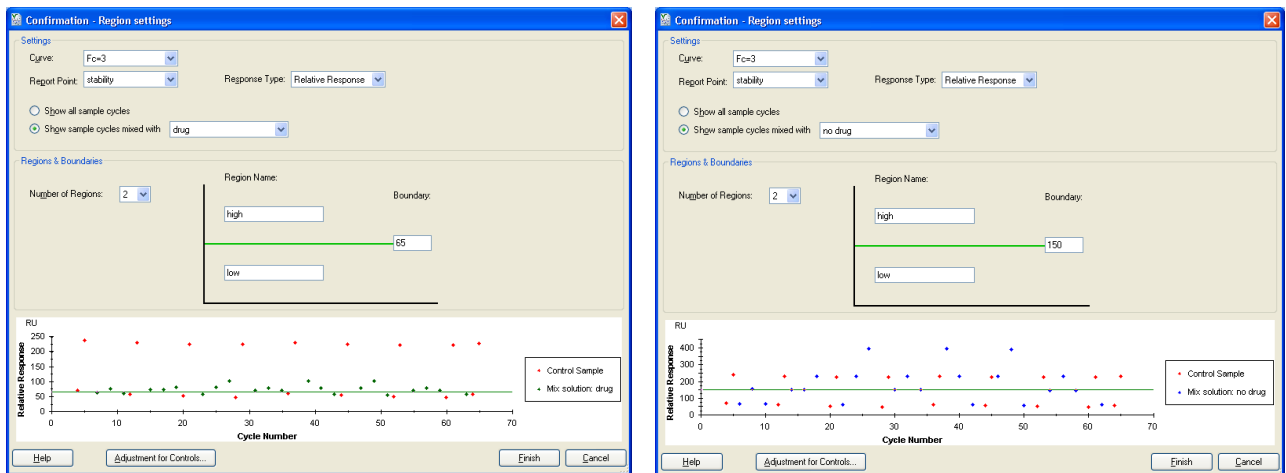 Confirmation - Region settings
Settings
Curve: Fc=3
Report Point: stability Response Type: Relative Response
Show all sample cycles
Show sample cycles mixed with drug
Regions & Boundaries
Number of Regions: 2
Region Name:
Boundary:
high
65
low
RU
250
200
150
100
50
0
Relative Response
0 10 20 30 40 50 60 70
Cycle Number
Control Sample
Mix solution: drug
Help Adjustment for Controls... Finish Cancel
Confirmation - Region settings
Settings
Curve: Fc=3
Report Point: stability Response Type: Relative Response
Show all sample cycles
Show sample cycles mixed with no drug
Regions & Boundaries
Number of Regions: 2
Region Name:
Boundary:
high
150
low
RU
400
300
200
100
0
Relative Response
0 10 20 30 40 50 60 70
Cycle Number
Control Sample
Mix solution: no drug
Help Adjustment for Controls... Finish Cancel